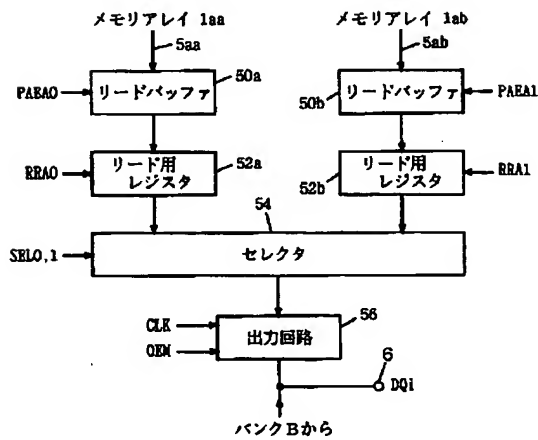 メモリアレイ 1aa
メモリアレイ 1ab
5aa
5ab
50a
PAEA0
リードバッファ
50b
リードバッファ
PAEA1
RRA0
リード用
レジスタ
52a
52b
リード用
レジスタ
RRA1
54
SEL0,1
セレクタ
CLK
OEM
出力回路
56
6
DQi
バンクBから